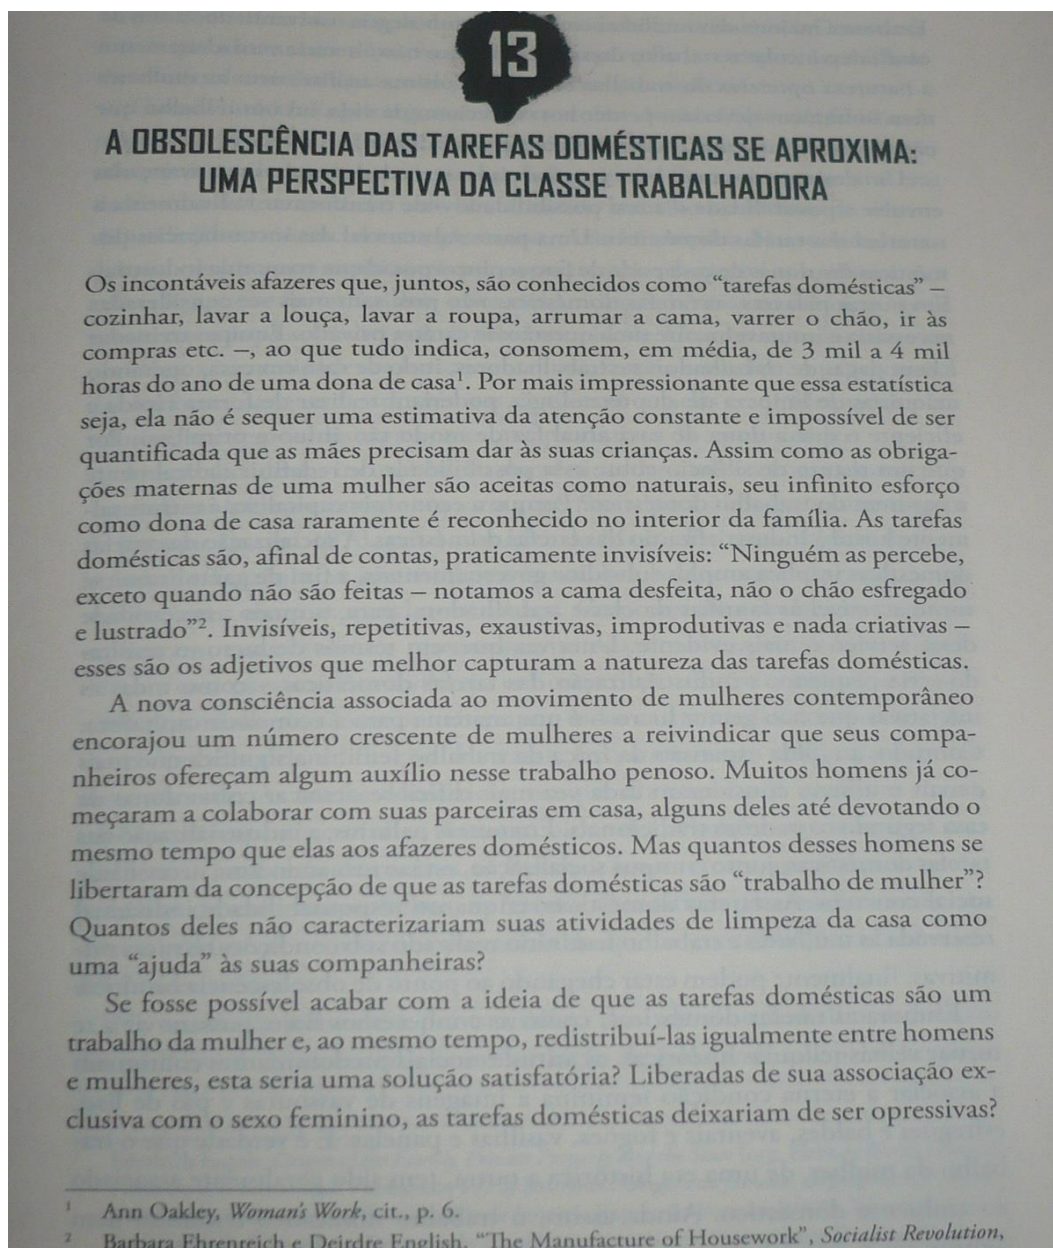 13
A OBSOLESCÊNCIA DAS TAREFAS DOMÉSTICAS SE APROXIMA:
UMA PERSPECTIVA DA CLASSE TRABALHADORA
Os incontáveis afazeres que, juntos, são conhecidos como “tarefas domésticas” –
cozinhar, lavar a louça, lavar a roupa, arrumar a cama, varrer o chão, ir às
compras etc. –, ao que tudo indica, consomem, em média, de 3 mil a 4 mil
horas do ano de uma dona de casa¹. Por mais impressionante que essa estatística
seja, ela não é sequer uma estimativa da atenção constante e impossível de ser
quantificada que as mães precisam dar às suas crianças. Assim como as obriga-
ções maternas de uma mulher são aceitas como naturais, seu infinito esforço
como dona de casa raramente é reconhecido no interior da família. As tarefas
domésticas são, afinal de contas, praticamente invisíveis: “Ninguém as percebe,
exceto quando não são feitas – notamos a cama desfeita, não o chão esfregado
e lustrado”². Invisíveis, repetitivas, exaustivas, improdutivas e nada criativas –
esses são os adjetivos que melhor capturam a natureza das tarefas domésticas.
A nova consciência associada ao movimento de mulheres contemporâneo
encorajou um número crescente de mulheres a reivindicar que seus compa-
nheiros ofereçam algum auxílio nesse trabalho penoso. Muitos homens já co-
meçaram a colaborar com suas parceiras em casa, alguns deles até devotando o
mesmo tempo que elas aos afazeres domésticos. Mas quantos desses homens se
libertaram da concepção de que as tarefas domésticas são “trabalho de mulher”?
Quantos deles não caracterizariam suas atividades de limpeza da casa como
uma “ajuda” às suas companheiras?
Se fosse possível acabar com a ideia de que as tarefas domésticas são um
trabalho da mulher e, ao mesmo tempo, redistribuí-las igualmente entre homens
e mulheres, esta seria uma solução satisfatória? Liberadas de sua associação ex-
clusiva com o sexo feminino, as tarefas domésticas deixariam de ser opressivas?
¹ Ann Oakley, Woman's Work, cit., p. 6.
² Barbara Ehrenreich e Deirdre English, “The Manufacture of Housework”, Socialist Revolution,